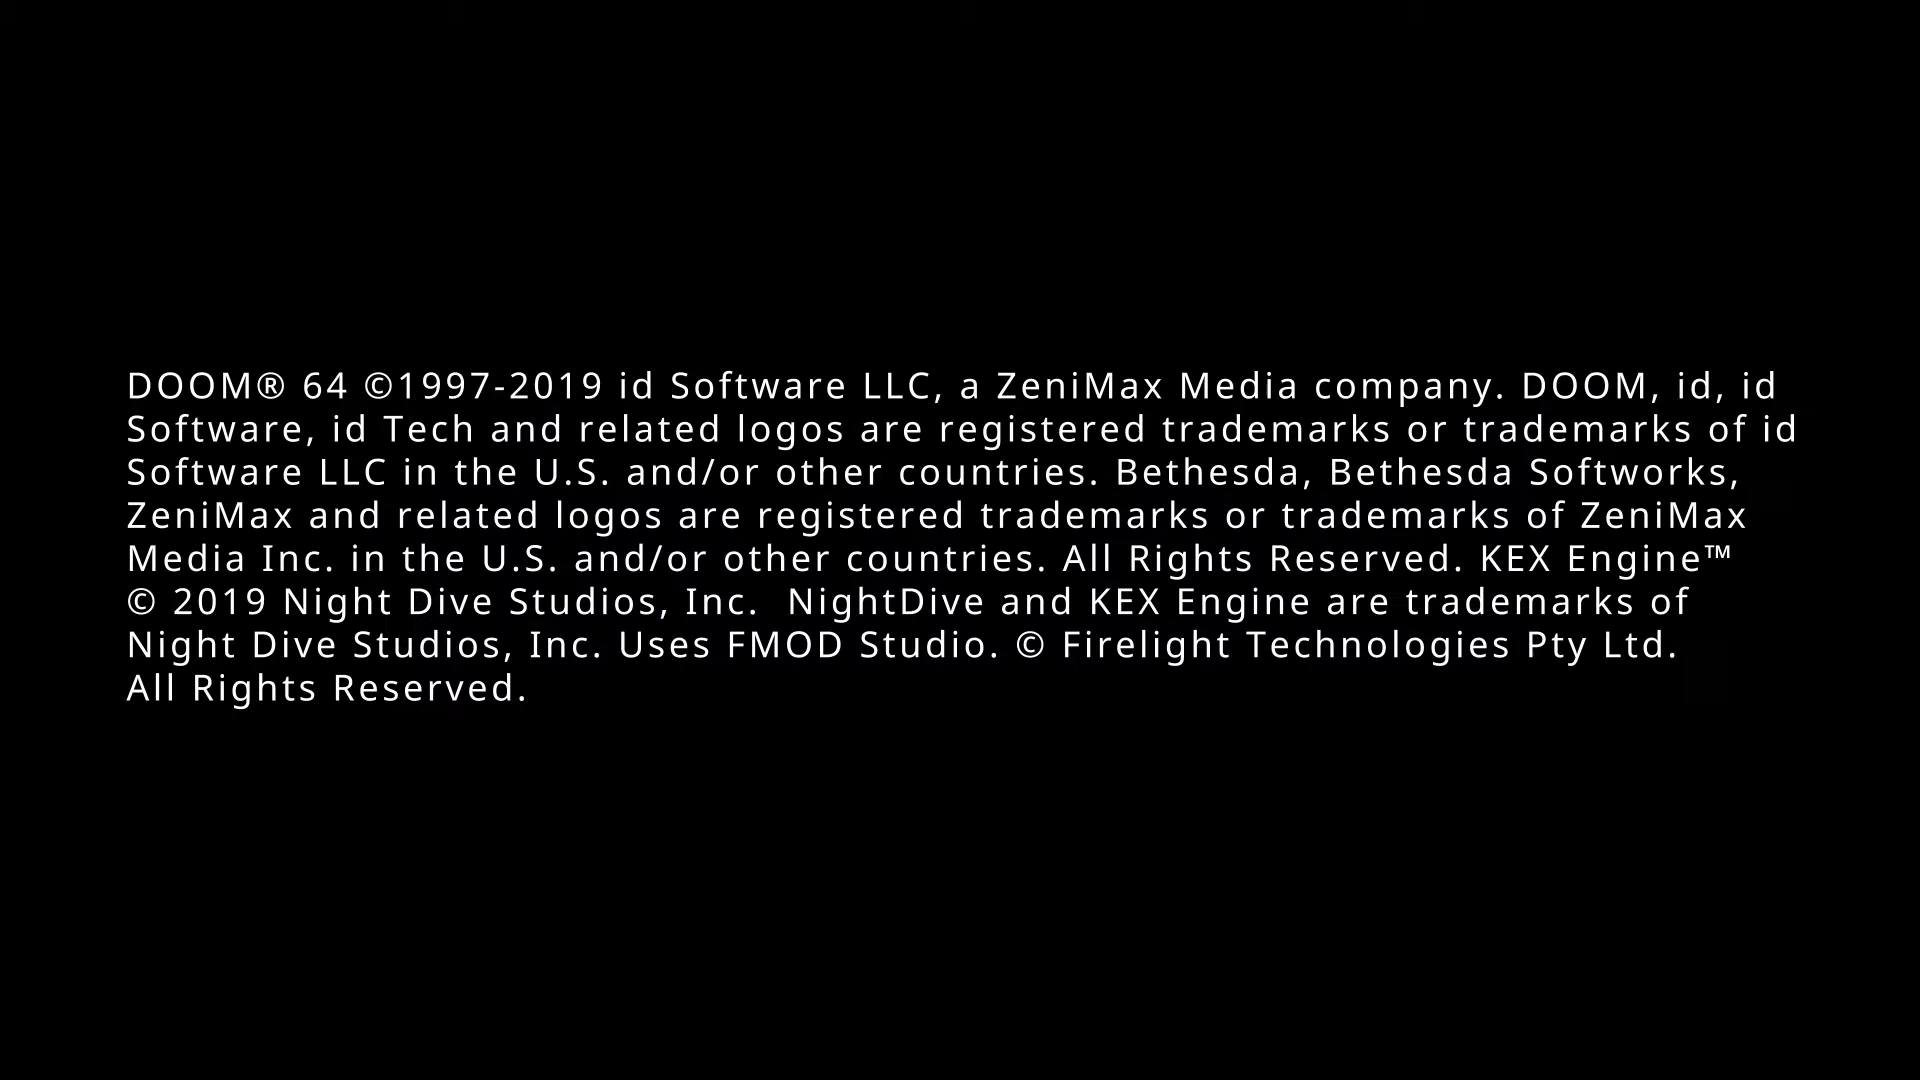 DOOM® 64 ©1997-2019 id Software LLC, a ZeniMax Media company. DOOM, id, id
Software, id Tech and related logos are registered trademarks or trademarks of id
Software LLC in the U.S. and/or other countries. Bethesda, Bethesda Softworks,
ZeniMax and related logos are registered trademarks or trademarks of ZeniMax
Media Inc. in the U.S. and/or other countries. All Rights Reserved. KEX Engine™
© 2019 Night Dive Studios, Inc.  NightDive and KEX Engine are trademarks of
Night Dive Studios, Inc. Uses FMOD Studio. © Firelight Technologies Pty Ltd.
All Rights Reserved.